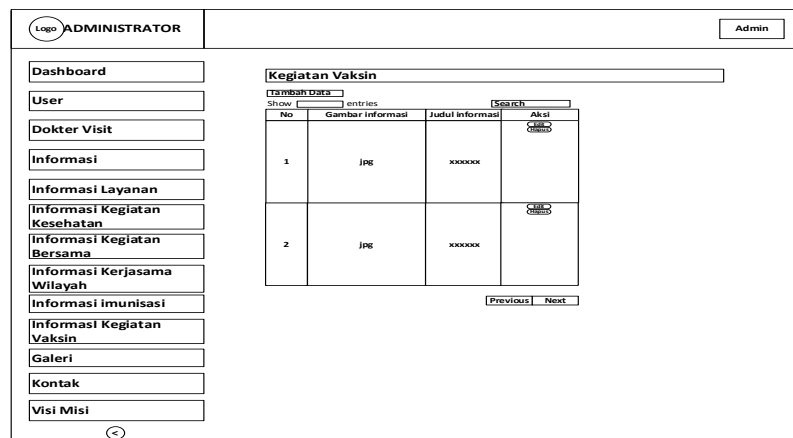 Logo ADMINISTRATOR
Admin
Dashboard
User
Dokter Visit
Informasi
Informasi Layanan
Informasi Kegiatan
Kesehatan
Informasi Kegiatan
Bersama
Informasi Kerjasama
Wilayah
Informasi imunisasi
InformasI Kegiatan
Vaksin
Galeri
Kontak
Visi Misi
<
Kegiatan Vaksin
Tambah Data
Show entries Search
No Gambar informasi Judul informasi Aksi
Edit
Hapus
1 jpg xxxxxx
Edit
Hapus
2 jpg xxxxxx
Previous Next